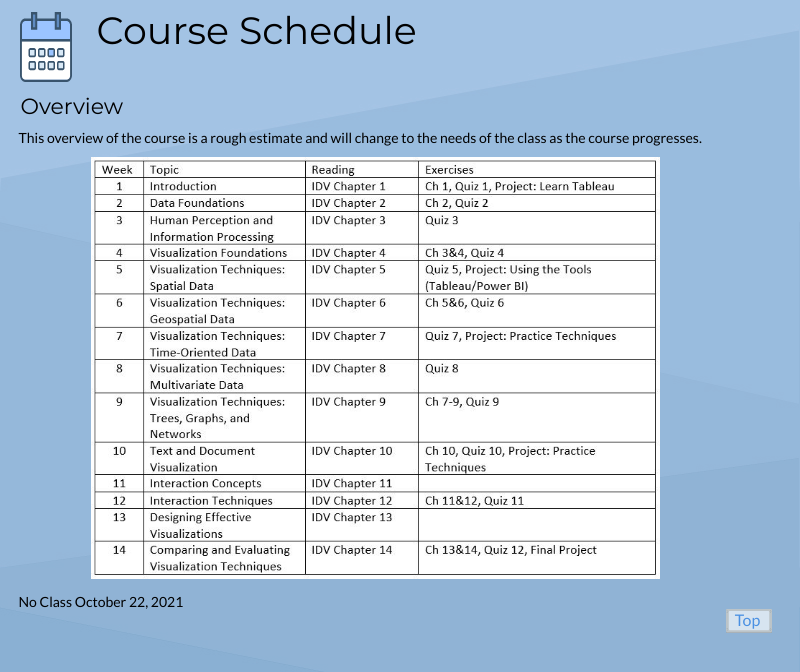 Course Schedule
Overview
This overview of the course is a rough estimate and will change to the needs of the class as the course progresses.
Week Topic Reading Exercises
1 Introduction IDV Chapter 1 Ch 1, Quiz 1, Project: Learn Tableau
2 Data Foundations IDV Chapter 2 Ch 2, Quiz 2
3 Human Perception and IDV Chapter 3 Quiz 3
Information Processing
4 Visualization Foundations IDV Chapter 4 Ch 3&4, Quiz 4
5 Visualization Techniques: IDV Chapter 5 Quiz 5, Project: Using the Tools
Spatial Data (Tableau/Power BI)
6 Visualization Techniques: IDV Chapter 6 Ch 5&6, Quiz 6
Geospatial Data
7 Visualization Techniques: IDV Chapter 7 Quiz 7, Project: Practice Techniques
Time-Oriented Data
8 Visualization Techniques: IDV Chapter 8 Quiz 8
Multivariate Data
9 Visualization Techniques: IDV Chapter 9 Ch 7-9, Quiz 9
Trees, Graphs, and
Networks
10 Text and Document IDV Chapter 10 Ch 10, Quiz 10, Project: Practice
Visualization Techniques
11 Interaction Concepts IDV Chapter 11
12 Interaction Techniques IDV Chapter 12 Ch 11&12, Quiz 11
13 Designing Effective IDV Chapter 13
Visualizations
14 Comparing and Evaluating IDV Chapter 14 Ch 13&14, Quiz 12, Final Project
Visualization Techniques
No Class October 22, 2021
Top